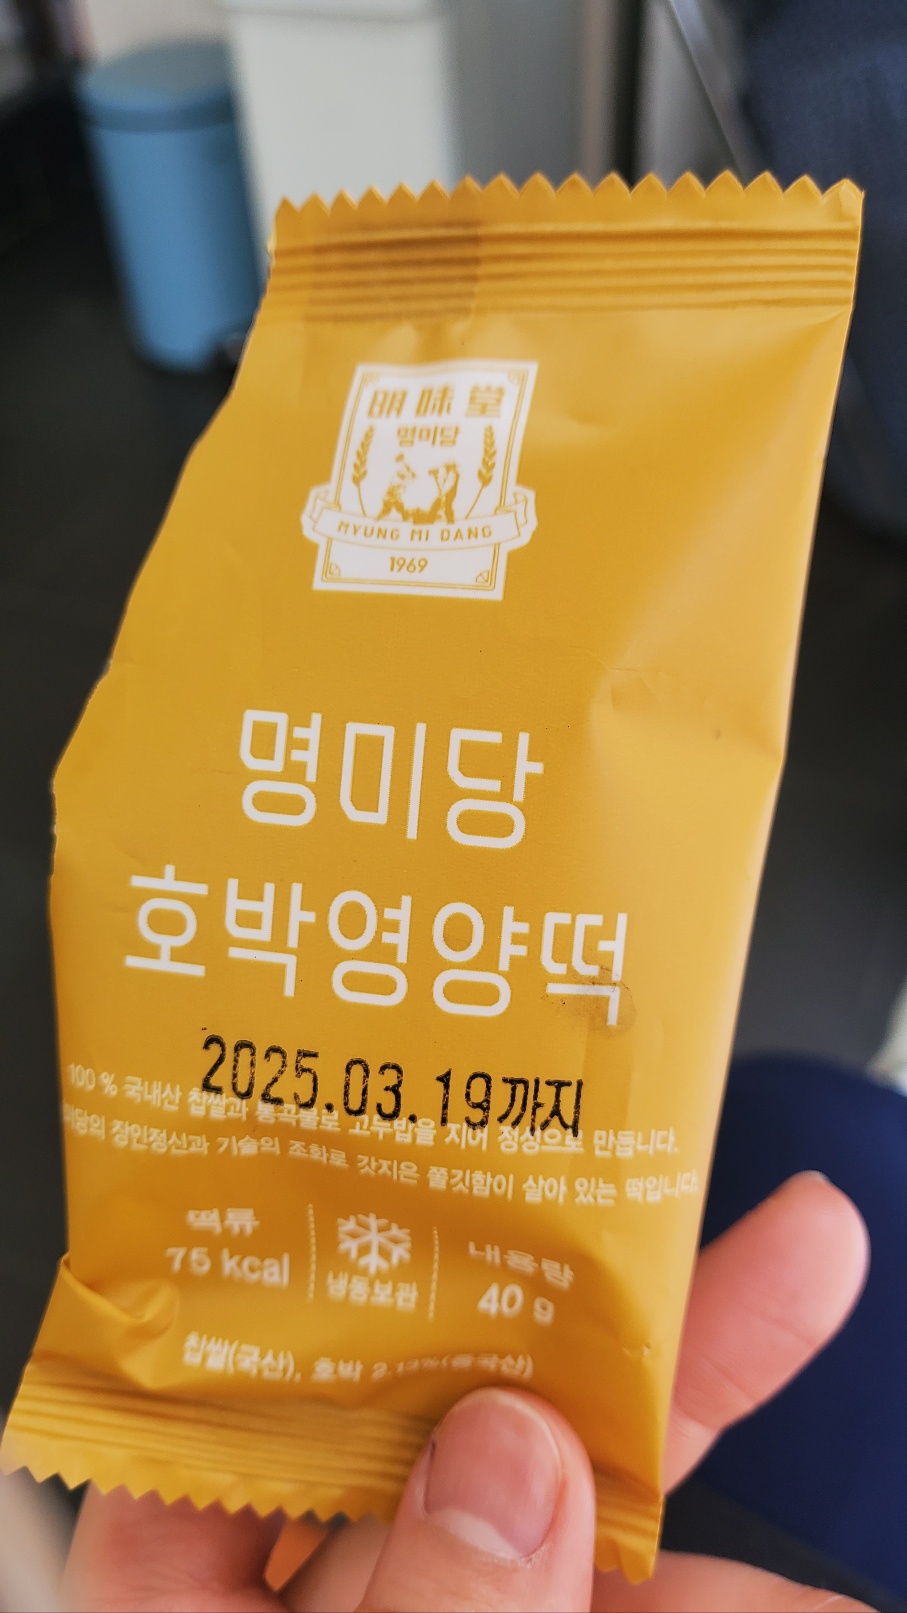 明味堂
명미당
MYUNG MI DANG
1969
명미당
호박영양떡
2025.03.19까지
100 % 국내산 찹쌀과 통곡물로 고두밥을 지어 정성으로 만듭니다.
미당의 장인정신과 기술의 조화로 갓지은 쫄깃함이 살아 있는 떡입니다.
떡류
75 kcal
냉동보관
내용량
40 g
찹쌀(국산), 호박